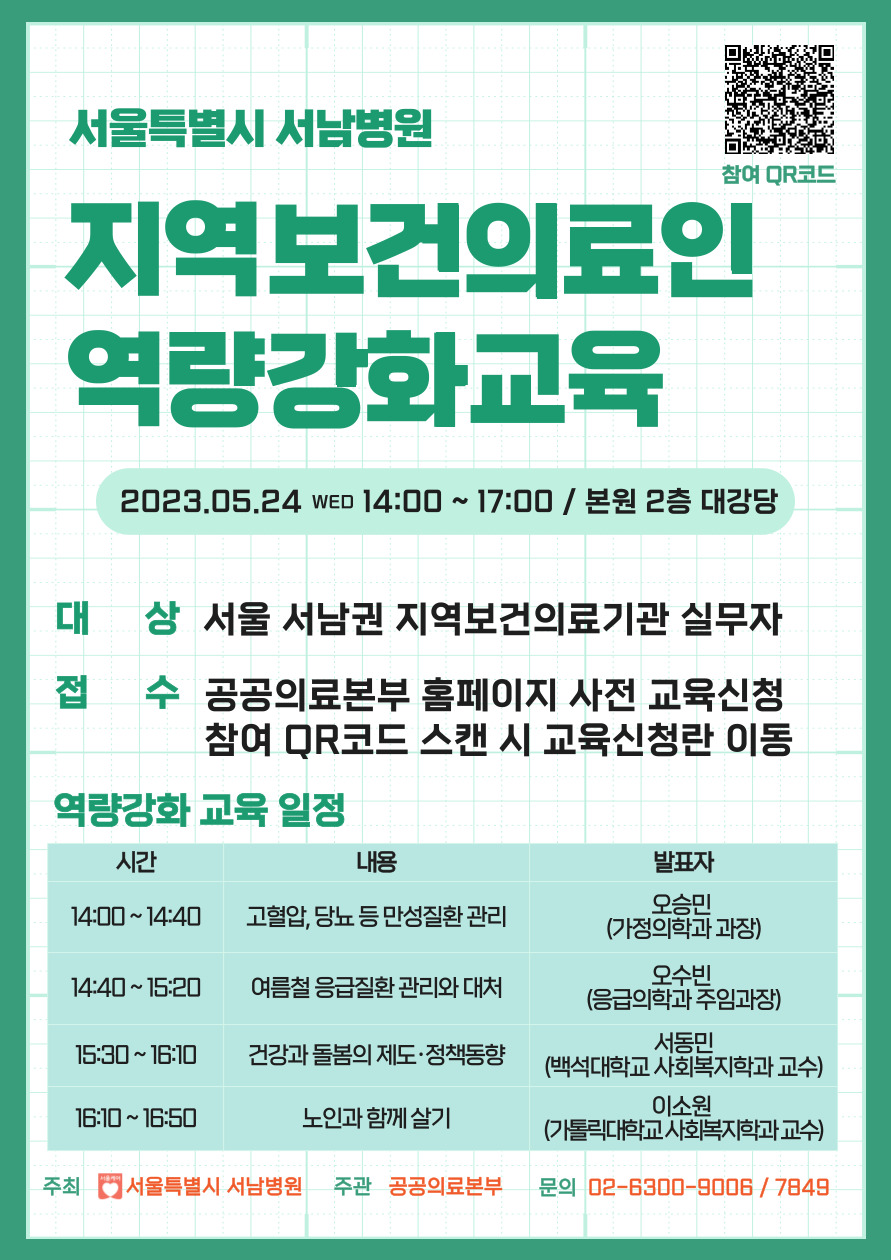 서울특별시 서남병원
참여 QR코드
지역보건의료인
역량강화교육
2023.05.24 WED 14:00 ~ 17:00 / 본원 2층 대강당
대 상 서울 서남권 지역보건의료기관 실무자
접 수 공공의료본부 홈페이지 사전 교육신청
참여 QR코드 스캔 시 교육신청란 이동
역량강화 교육 일정
시간 내용 발표자
14:00 ~ 14:40 고혈압, 당뇨 등 만성질환 관리 오승민
(가정의학과 과장)
14:40 ~ 15:20 여름철 응급질환 관리와 대처 오수빈
(응급의학과 주임과장)
15:30 ~ 16:10 건강과 돌봄의 제도·정책동향 서동민
(백석대학교 사회복지학과 교수)
16:10 ~ 16:50 노인과 함께 살기 이소원
(가톨릭대학교 사회복지학과 교수)
주최 서울케어 서울특별시 서남병원 주관 공공의료본부 문의 02-6300-9006 / 7849